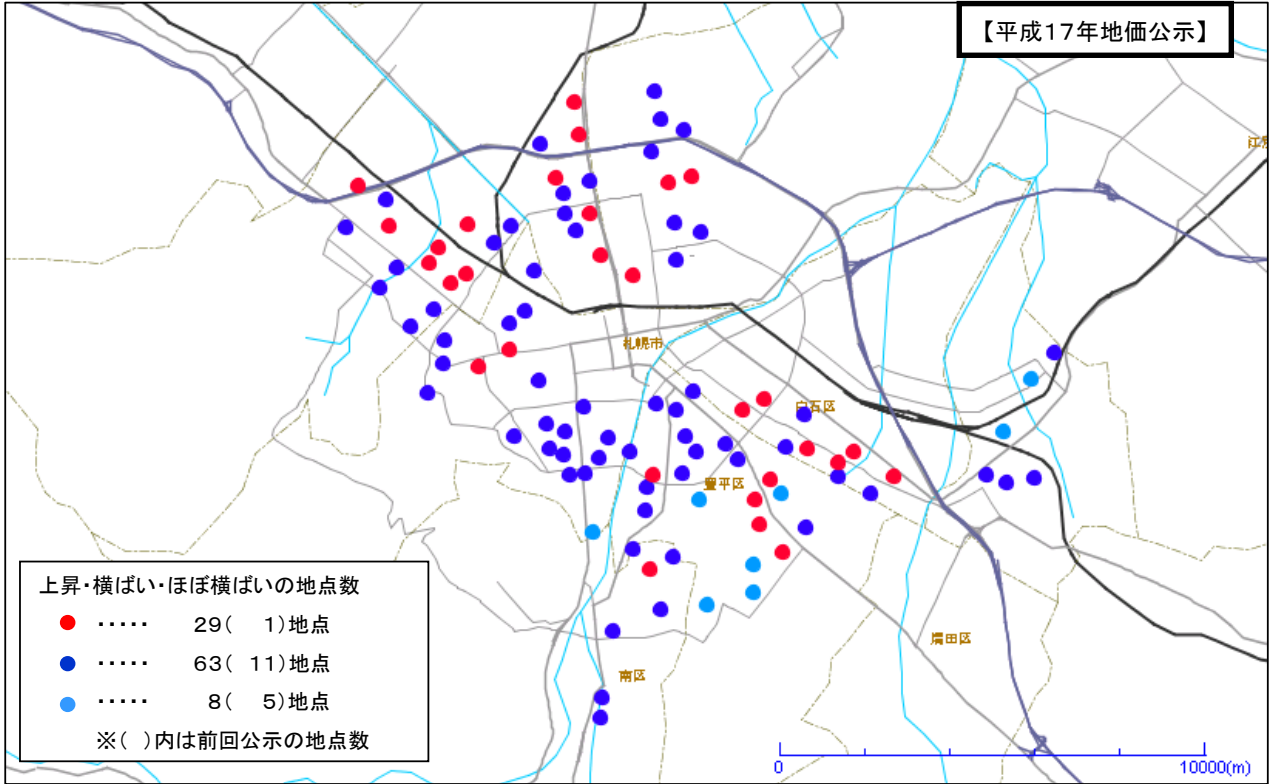 【平成17年地価公示】
札幌市
白石区
豊平区
清田区
南区
上昇・横ばい・ほぼ横ばいの地点数
・・・・・ 29( 1)地点
・・・・・ 63( 11)地点
・・・・・ 8( 5)地点
※( )内は前回公示の地点数
0 10000(m)